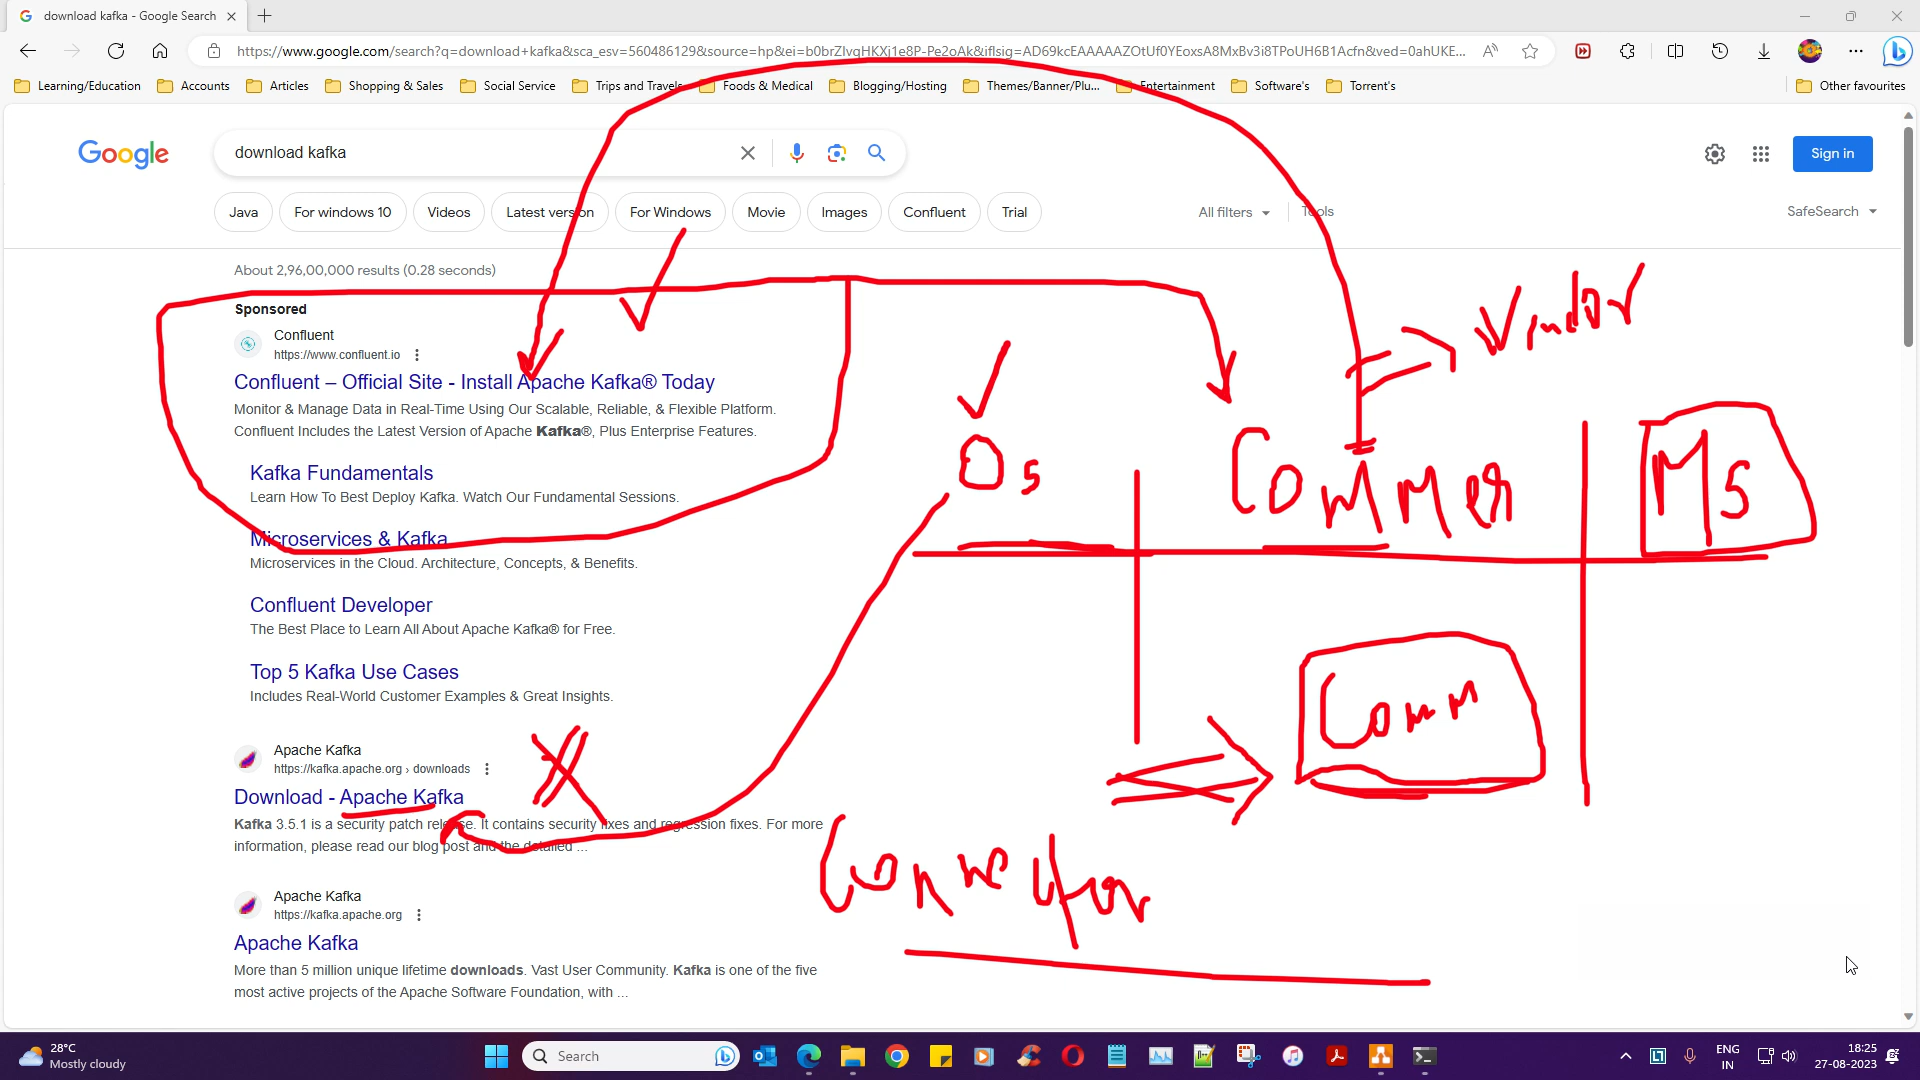 download kafka - Google Search
https://www.google.com/search?q=download+kafka&sca_esv=560486129&source=hp&ei=b0brZIvqHKXj1e8P-Pe2oAk&iflsig=AD69kcEAAAAAZOtUf0YEoxsA8MxBv3i8TPoUH6B1Acfn&ved=0ahUKE...
Learning/Education Accounts Articles Shopping & Sales Social Service Trips and Travels Foods & Medical Blogging/Hosting Themes/Banner/Plu... Entertainment Software's Torrent's Other favourites
Google download kafka Sign in
Java For windows 10 Videos Latest version For Windows Movie Images Confluent Trial All filters Tools SafeSearch
About 2,96,00,000 results (0.28 seconds)
Sponsored
Confluent
https://www.confluent.io
Confluent – Official Site - Install Apache Kafka® Today
Monitor & Manage Data in Real-Time Using Our Scalable, Reliable, & Flexible Platform.
Confluent Includes the Latest Version of Apache Kafka®, Plus Enterprise Features.
Os Commer MS
Kafka Fundamentals
Learn How To Best Deploy Kafka. Watch Our Fundamental Sessions.
Microservices & Kafka
Microservices in the Cloud. Architecture, Concepts, & Benefits.
Confluent Developer
The Best Place to Learn All About Apache Kafka® for Free.
Top 5 Kafka Use Cases
Includes Real-World Customer Examples & Great Insights.
Comm
Apache Kafka
https://kafka.apache.org › downloads
Download - Apache Kafka
Kafka 3.5.1 is a security patch release. It contains security fixes and regression fixes. For more
information, please read our blog post and the detailed ...
Apache Kafka
https://kafka.apache.org
Apache Kafka
More than 5 million unique lifetime downloads. Vast User Community. Kafka is one of the five
most active projects of the Apache Software Foundation, with ...
28°C
Mostly cloudy
Search
ENG
IN
18:25
27-08-2023